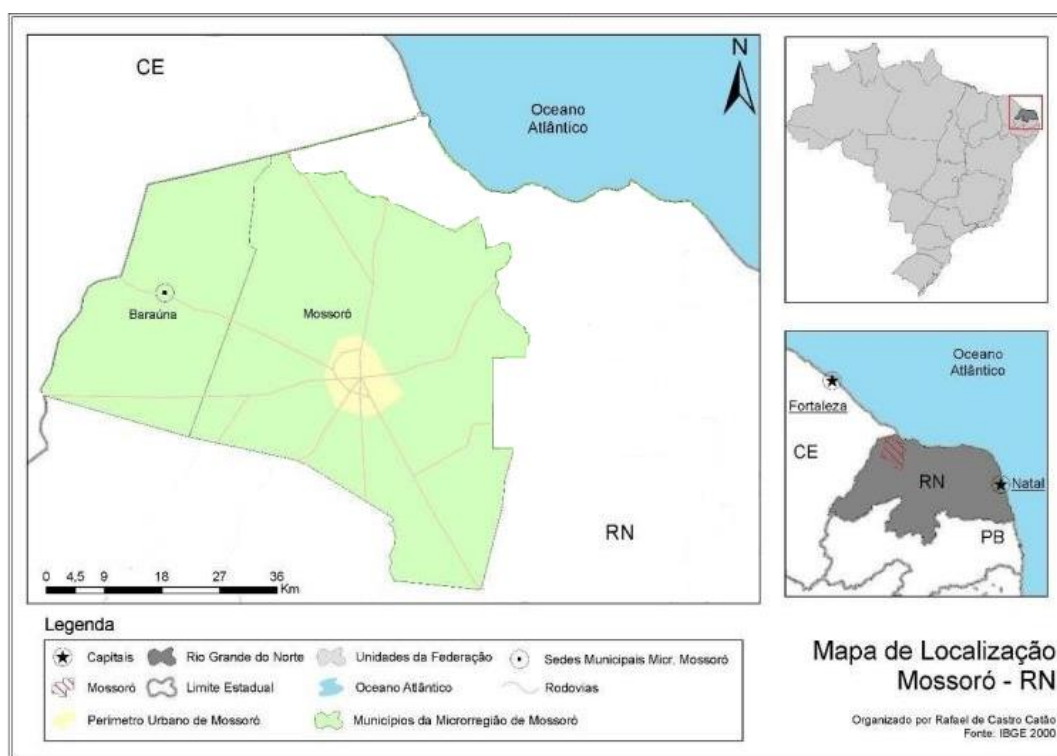 CE
N
Oceano
Atlântico
Baraúna
Mossoró
RN
0 4,5 9 18 27 36
Km
Oceano
Atlântico
Fortaleza
CE
RN
Natal
PB
Legenda
Capitais
Rio Grande do Norte
Unidades da Federação
Sedes Municipais Micr. Mossoró
Mossoró
Limite Estadual
Oceano Atlântico
Rodovias
Perímetro Urbano de Mossoró
Municípios da Microrregião de Mossoró
Mapa de Localização
Mossoró - RN
Organizado por Rafael de Castro Catão
Fonte: IBGE 2000